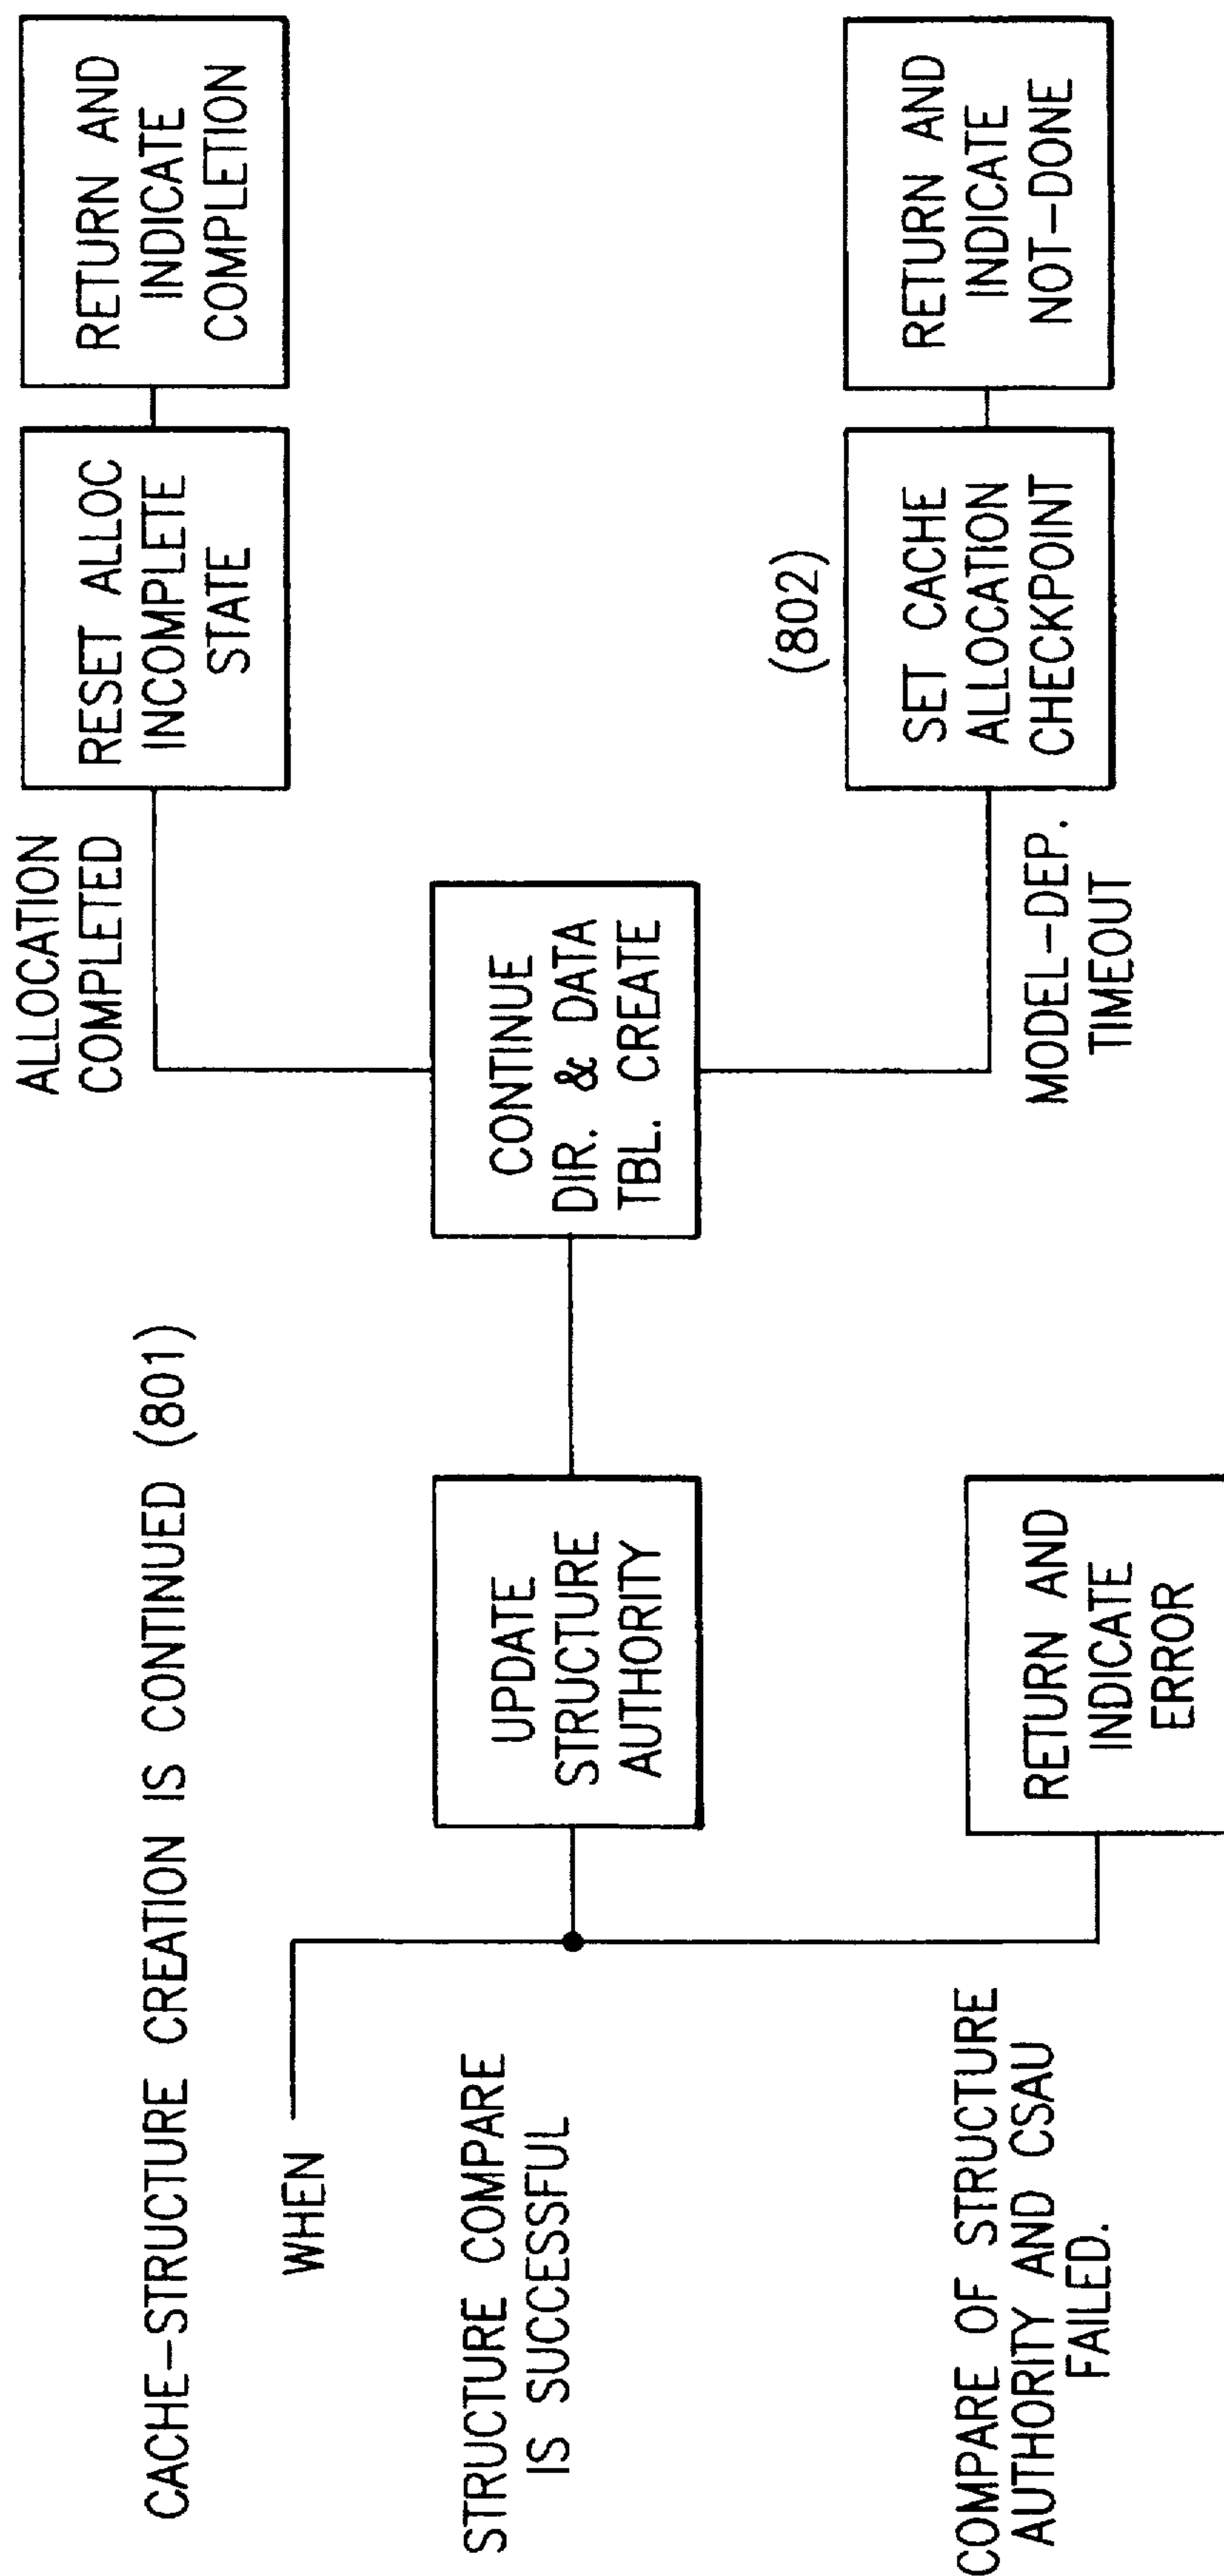 CACHE-STRUCTURE CREATION IS CONTINUED (801)
WHEN
STRUCTURE COMPARE
IS SUCCESSFUL
UPDATE
STRUCTURE
AUTHORITY
COMPARE OF STRUCTURE
AUTHORITY AND CSAU
FAILED.
RETURN AND
INDICATE
ERROR
CONTINUE
DIR. & DATA
TBL. CREATE
ALLOCATION
COMPLETED
RESET ALLOC
INCOMPLETE
STATE
RETURN AND
INDICATE
COMPLETION
MODEL-DEP.
TIMEOUT
(802)
SET CACHE
ALLOCATION
CHECKPOINT
RETURN AND
INDICATE
NOT-DONE